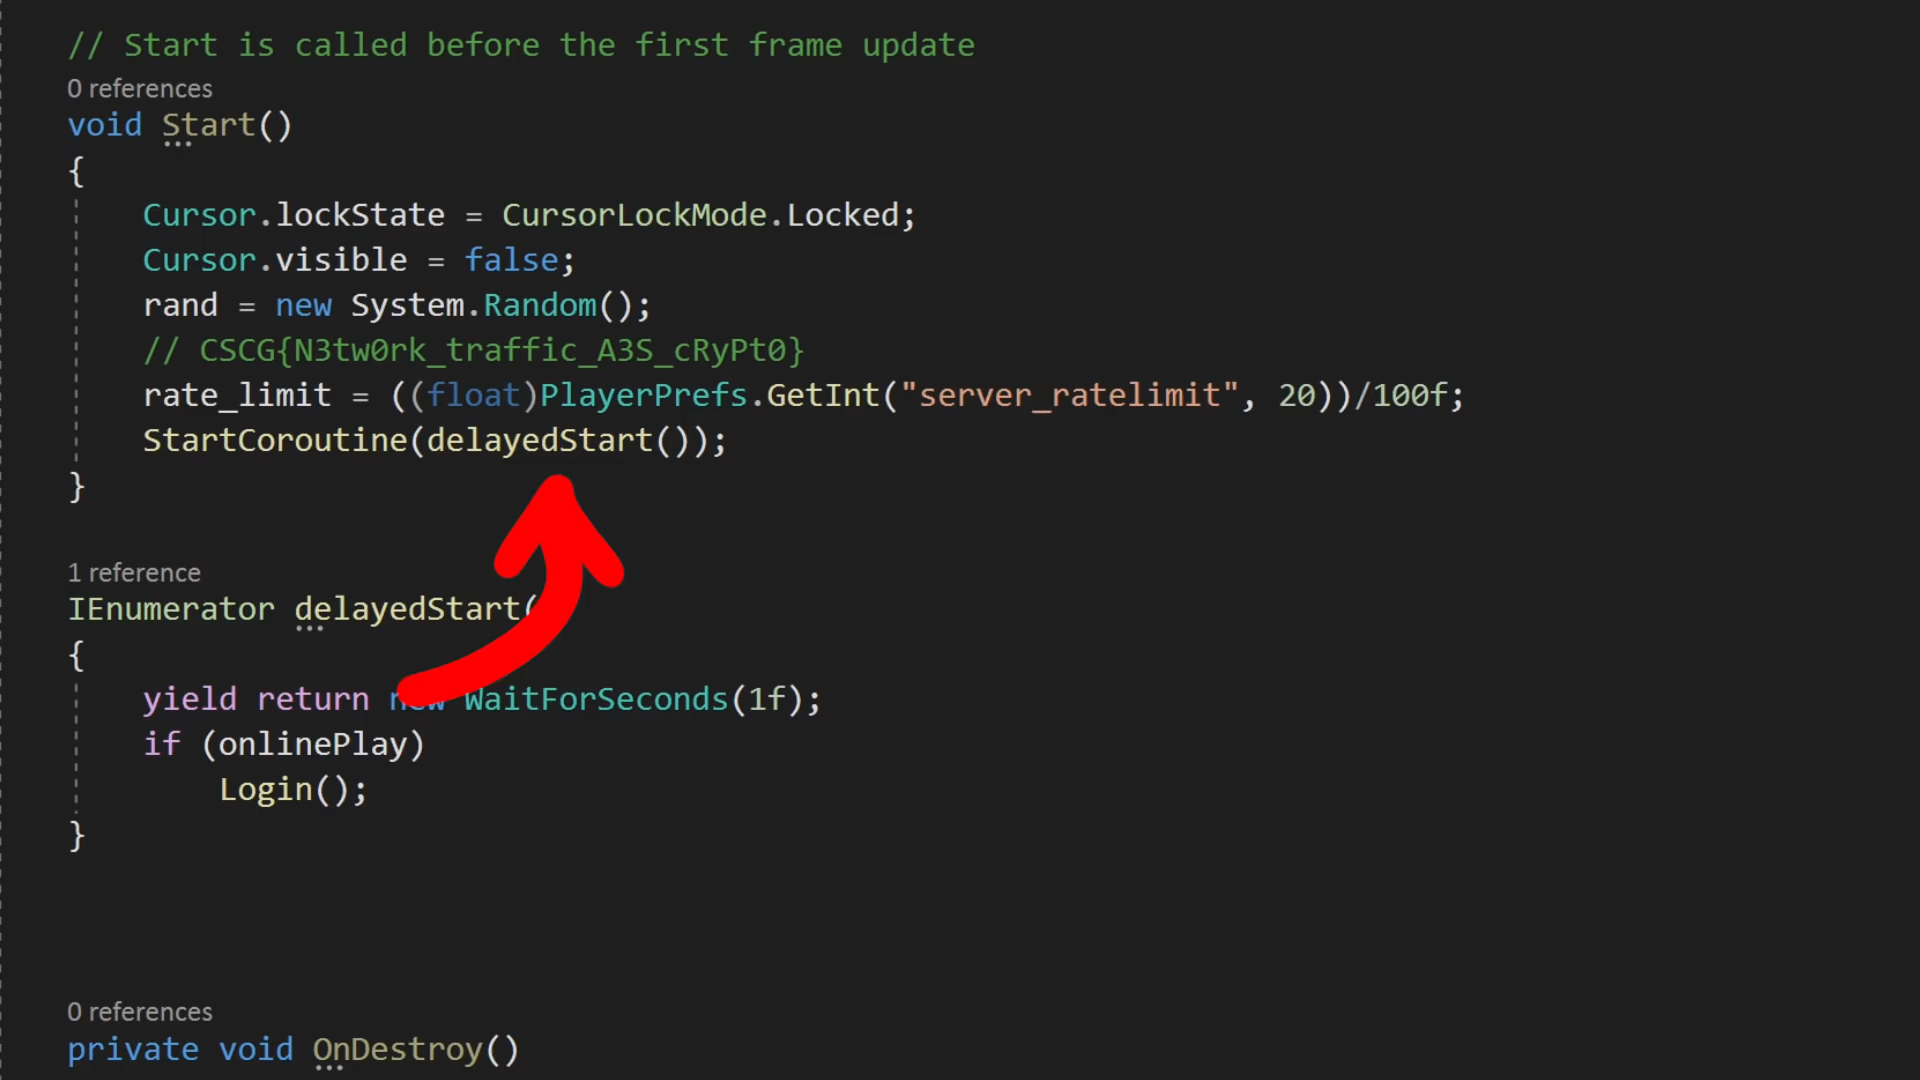 // Start is called before the first frame update
0 references
void Start()
{
Cursor.lockState = CursorLockMode.Locked;
Cursor.visible = false;
rand = new System.Random();
// CSCG{N3tw0rk_traffic_A3S_cRyPt0}
rate_limit = ((float)PlayerPrefs.GetInt("server_ratelimit", 20))/100f;
StartCoroutine(delayedStart());
}
1 reference
IEnumerator delayedStart(
{
yield return new WaitForSeconds(1f);
if (onlinePlay)
Login();
}
0 references
private void OnDestroy()